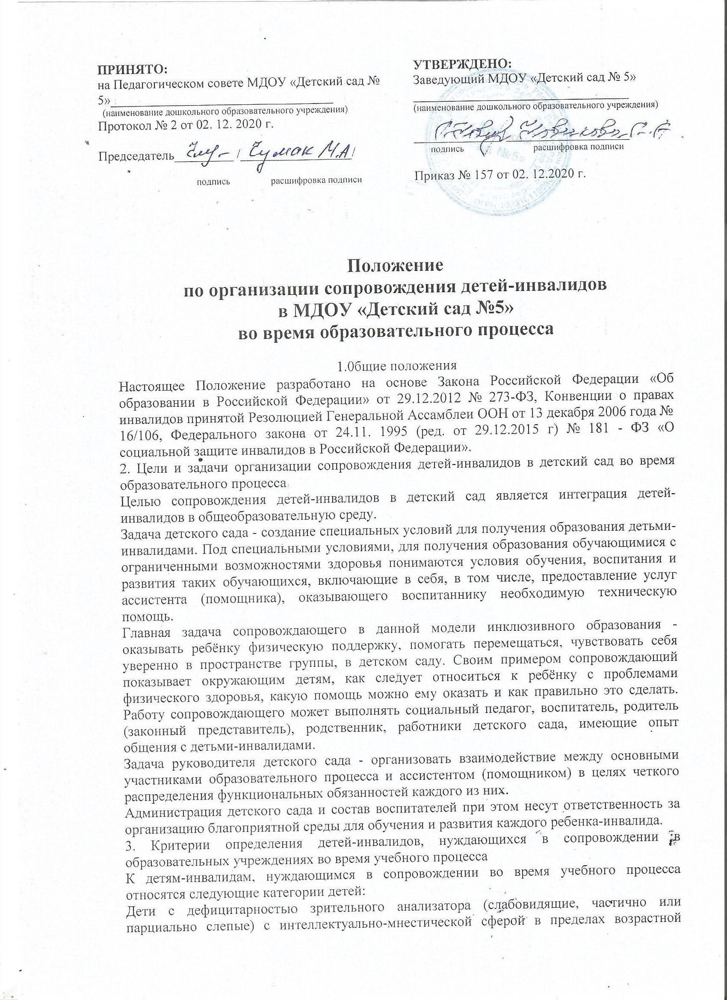 ПРИНЯТО:
на Педагогическом совете МДОУ «Детский сад №
5»
(наименование дошкольного образовательного учреждения)
Протокол № 2 от 02. 12. 2020 г.
Председатель / Чумак М.А/
подпись расшифровка подписи
УТВЕРЖДЕНО:
Заведующий МДОУ «Детский сад № 5»
(наименование дошкольного образовательного учреждения)
Новикова
подпись расшифровка подписи
Приказ № 157 от 02. 12.2020 г.
Положение
по организации сопровождения детей-инвалидов
в МДОУ «Детский сад №5»
во время образовательного процесса
1.Общие положения
Настоящее Положение разработано на основе Закона Российской Федерации «Об
образовании в Российской Федерации» от 29.12.2012 № 273-ФЗ, Конвенции о правах
инвалидов принятой Резолюцией Генеральной Ассамблеи ООН от 13 декабря 2006 года №
16/106, Федерального закона от 24.11. 1995 (ред. от 29.12.2015 г) № 181 - ФЗ «О
социальной защите инвалидов в Российской Федерации».
2. Цели и задачи организации сопровождения детей-инвалидов в детский сад во время
образовательного процесса
Целью сопровождения детей-инвалидов в детский сад является интеграция детей-
инвалидов в общеобразовательную среду.
Задача детского сада - создание специальных условий для получения образования детьми-
инвалидами. Под специальными условиями, для получения образования обучающимися с
ограниченными возможностями здоровья понимаются условия обучения, воспитания и
развития таких обучающихся, включающие в себя, в том числе, предоставление услуг
ассистента (помощника), оказывающего воспитаннику необходимую техническую
помощь.
Главная задача сопровождающего в данной модели инклюзивного образования -
оказывать ребёнку физическую поддержку, помогать перемещаться, чувствовать себя
уверенно в пространстве группы, в детском саду. Своим примером сопровождающий
показывает окружающим детям, как следует относиться к ребёнку с проблемами
физического здоровья, какую помощь можно ему оказать и как правильно это сделать.
Работу сопровождающего может выполнять социальный педагог, воспитатель, родитель
(законный представитель), родственник, работники детского сада, имеющие опыт
общения с детьми-инвалидами.
Задача руководителя детского сада - организовать взаимодействие между основными
участниками образовательного процесса и ассистентом (помощником) в целях четкого
распределения функциональных обязанностей каждого из них.
Администрация детского сада и состав воспитателей при этом несут ответственность за
организацию благоприятной среды для обучения и развития каждого ребенка-инвалида.
3. Критерии определения детей-инвалидов, нуждающихся в сопровождении в
образовательных учреждениях во время учебного процесса
К детям-инвалидам, нуждающимся в сопровождении во время учебного процесса
относятся следующие категории детей:
Дети с дефицитарностью зрительного анализатора (слабовидящие, частично или
парциально слепые) с интеллектуально-мнестической сферой в пределах возрастной